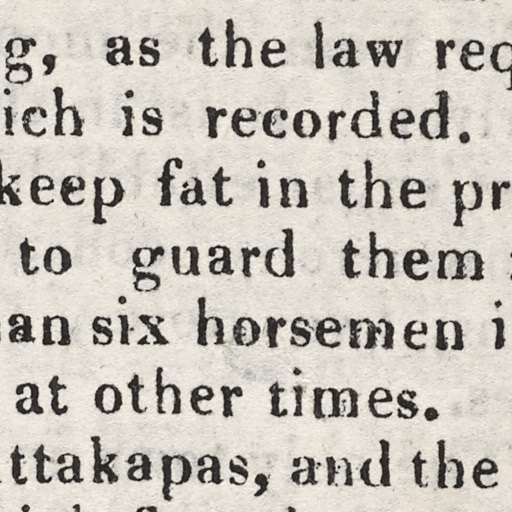 g, as the law req
ich is recorded.
keep fat in the pr
to guard them
an six horsemen i
at other times.
ttakapas, and the